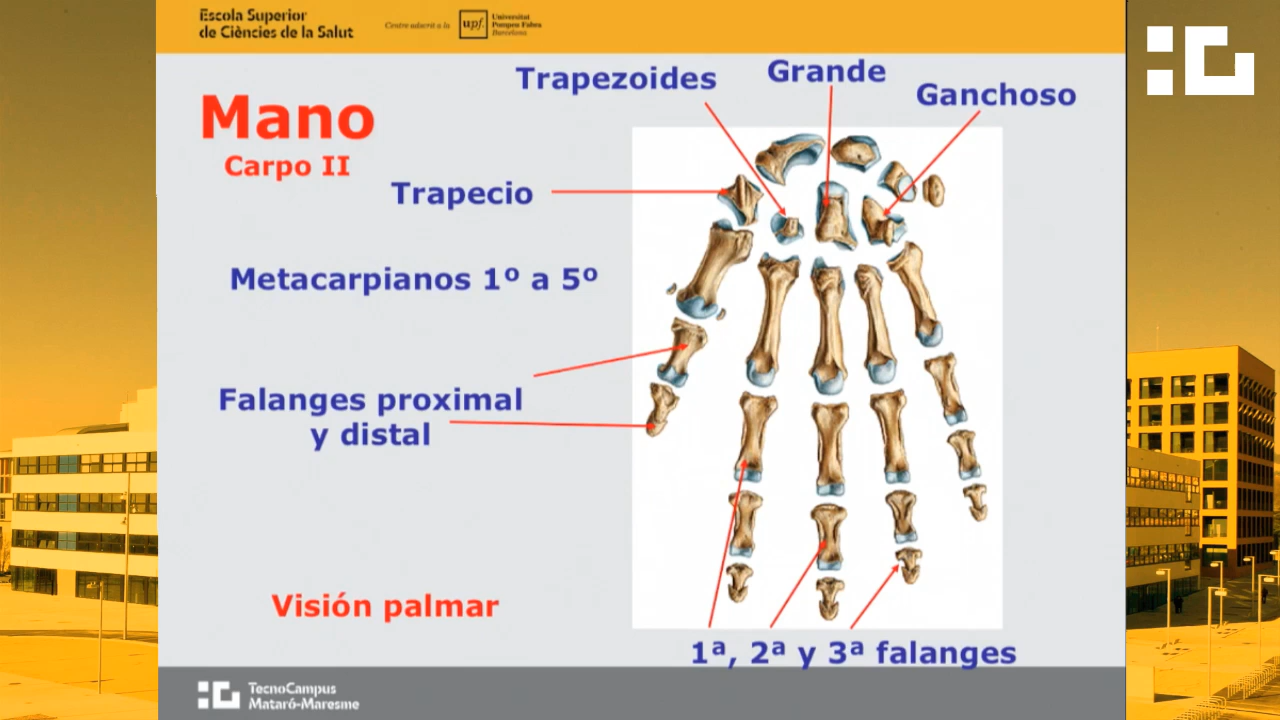 Escola Superior
de Ciències de la Salut
Centre adscrit a la
upf.
Universitat
Pompeu Fabra
Barcelona
Trapezoides
Grande
Ganchoso
Mano
Carpo II
Trapecio
Metacarpianos 1º a 5º
Falanges proximal
y distal
Visión palmar
1ª, 2ª y 3ª falanges
TecnoCampus
Mataró-Maresme